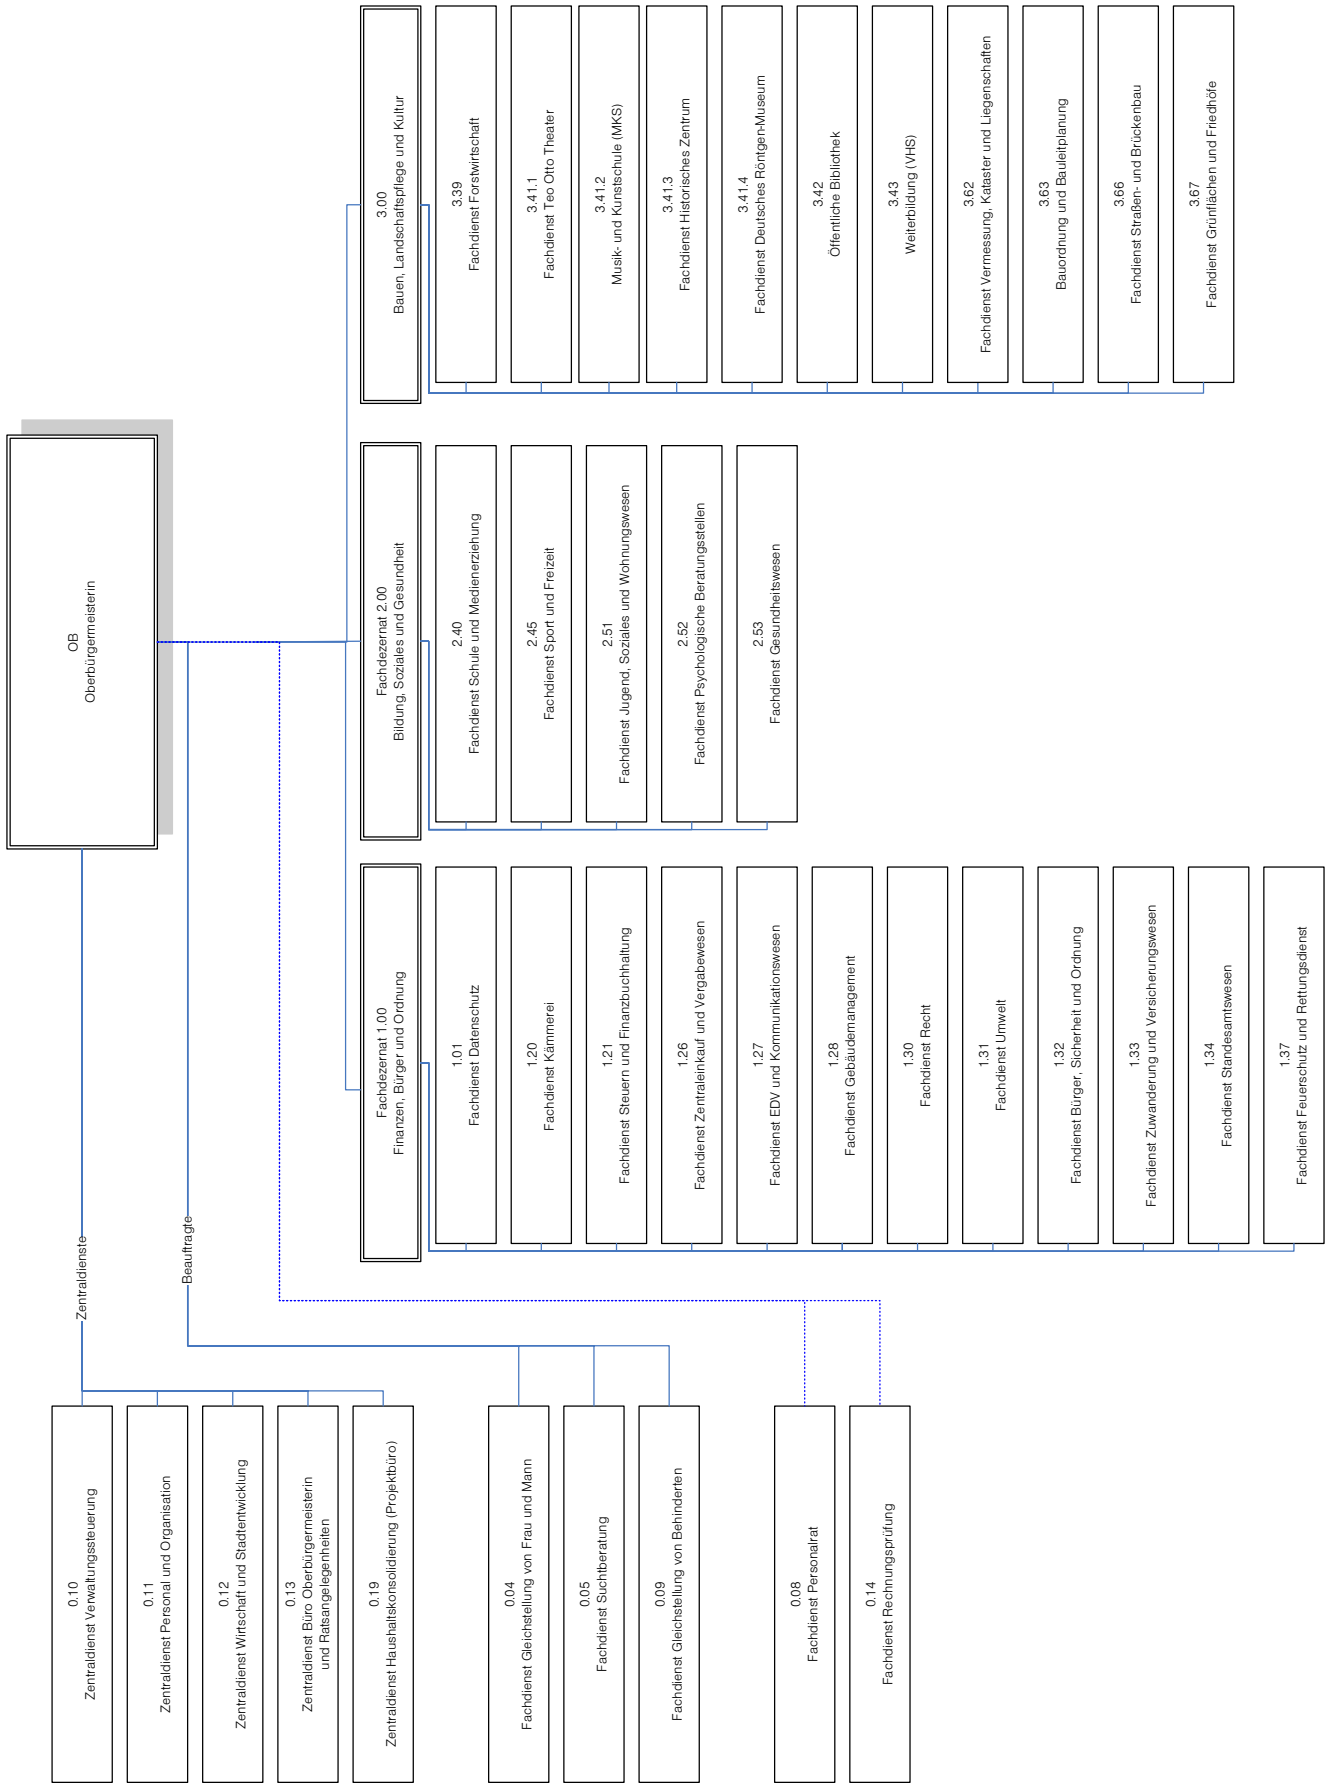 OB
Oberbürgermeisterin
Zentraldienste
Beauftragte
0.10
Zentraldienst Verwaltungssteuerung
0.11
Zentraldienst Personal und Organisation
0.12
Zentraldienst Wirtschaft und Stadtentwicklung
0.13
Zentraldienst Büro Oberbürgermeisterin
und Ratsangelegenheiten
0.19
Zentraldienst Haushaltskonsolidierung (Projektbüro)
0.04
Fachdienst Gleichstellung von Frau und Mann
0.05
Fachdienst Suchtberatung
0.09
Fachdienst Gleichstellung von Behinderten
0.08
Fachdienst Personalrat
0.14
Fachdienst Rechnungsprüfung
Fachdezernat 1.00
Finanzen, Bürger und Ordnung
1.01
Fachdienst Datenschutz
1.20
Fachdienst Kämmerei
1.21
Fachdienst Steuern und Finanzbuchhaltung
1.26
Fachdienst Zentraleinkauf und Vergabewesen
1.27
Fachdienst EDV und Kommunikationswesen
1.28
Fachdienst Gebäudemanagement
1.30
Fachdienst Recht
1.31
Fachdienst Umwelt
1.32
Fachdienst Bürger, Sicherheit und Ordnung
1.33
Fachdienst Zuwanderung und Versicherungswesen
1.34
Fachdienst Standesamtswesen
1.37
Fachdienst Feuerschutz und Rettungsdienst
Fachdezernat 2.00
Bildung, Soziales und Gesundheit
2.40
Fachdienst Schule und Medienerziehung
2.45
Fachdienst Sport und Freizeit
2.51
Fachdienst Jugend, Soziales und Wohnungswesen
2.52
Fachdienst Psychologische Beratungsstellen
2.53
Fachdienst Gesundheitswesen
3.00
Bauen, Landschaftspflege und Kultur
3.39
Fachdienst Forstwirtschaft
3.41.1
Fachdienst Teo Otto Theater
3.41.2
Musik- und Kunstschule (MKS)
3.41.3
Fachdienst Historisches Zentrum
3.41.4
Fachdienst Deutsches Röntgen-Museum
3.42
Öffentliche Bibliothek
3.43
Weiterbildung (VHS)
3.62
Fachdienst Vermessung, Kataster und Liegenschaften
3.63
Bauordnung und Bauleitplanung
3.66
Fachdienst Straßen- und Brückenbau
3.67
Fachdienst Grünflächen und Friedhöfe